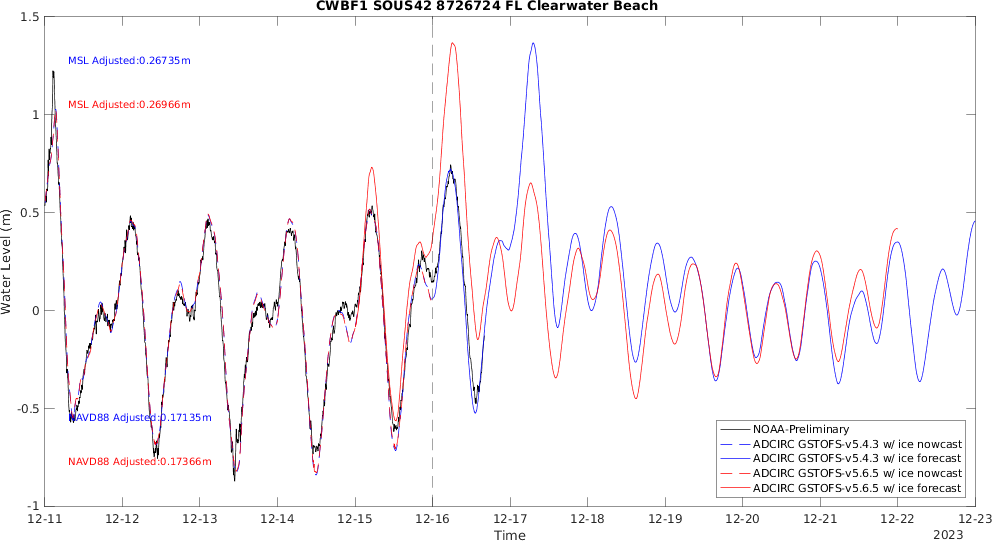 CWBF1 SOUS42 8726724 FL Clearwater Beach
1.5
1
0.5
0
-0.5
-1
Water Level (m)
MSL Adjusted:0.26735m
MSL Adjusted:0.26966m
NAVD88 Adjusted:0.17135m
NAVD88 Adjusted:0.17366m
NOAA-Preliminary
ADCIRC GSTOFS-v5.4.3 w/ ice nowcast
ADCIRC GSTOFS-v5.4.3 w/ ice forecast
ADCIRC GSTOFS-v5.6.5 w/ ice nowcast
ADCIRC GSTOFS-v5.6.5 w/ ice forecast
12-11 12-12 12-13 12-14 12-15 12-16 12-17 12-18 12-19 12-20 12-21 12-22 12-23
Time
2023